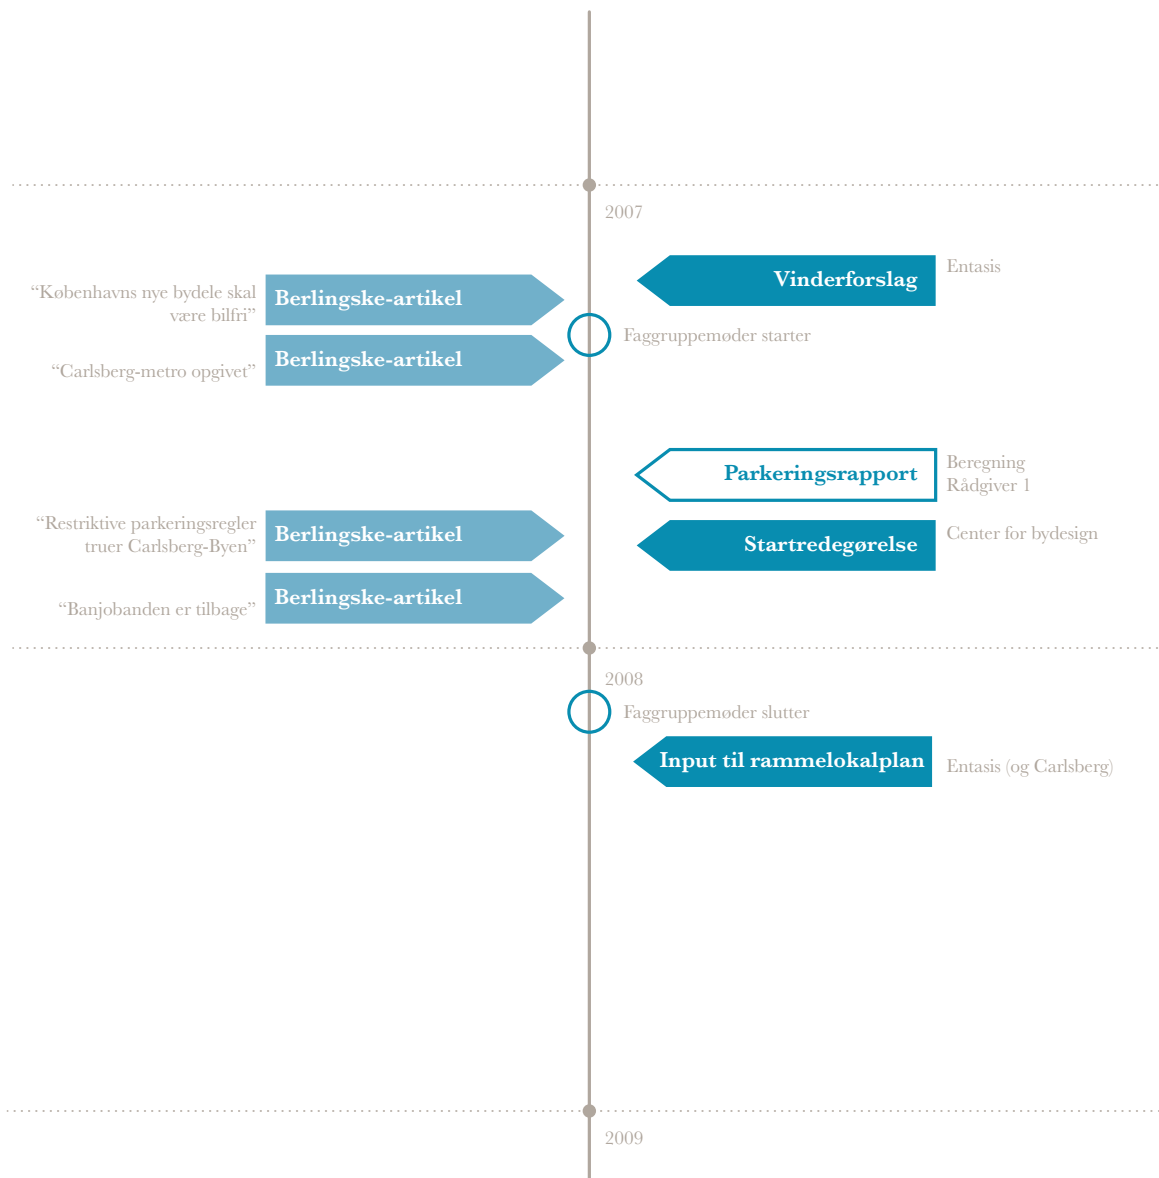 2007
Vinderforslag
Entasis
“Københavns nye bydele skal
være bilfri”
Berlingske-artikel
Faggruppemøder starter
“Carlsberg-metro opgivet”
Berlingske-artikel
Parkeringsrapport
Beregning
Rådgiver 1
“Restriktive parkeringsregler
truer Carlsberg-Byen”
Berlingske-artikel
Startredegørelse
Center for bydesign
“Banjobanden er tilbage”
Berlingske-artikel
2008
Faggruppemøder slutter
Input til rammelokalplan
Entasis (og Carlsberg)
2009